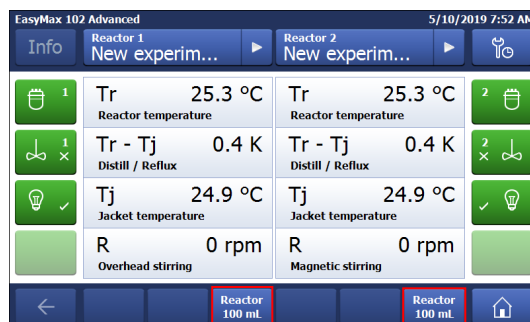 EasyMax 102 Advanced 5/10/2019 7:52 AM
Info
Reactor 1
New experim...
Reactor 2
New experim...
1
Tr 25.3 °C
Reactor temperature
Tr 25.3 °C
Reactor temperature
2
1
Tr - Tj 0.4 K
Distill / Reflux
Tr - Tj 0.4 K
Distill / Reflux
2
Tj 24.9 °C
Jacket temperature
Tj 24.9 °C
Jacket temperature
R 0 rpm
Overhead stirring
R 0 rpm
Magnetic stirring
Reactor
100 mL
Reactor
100 mL